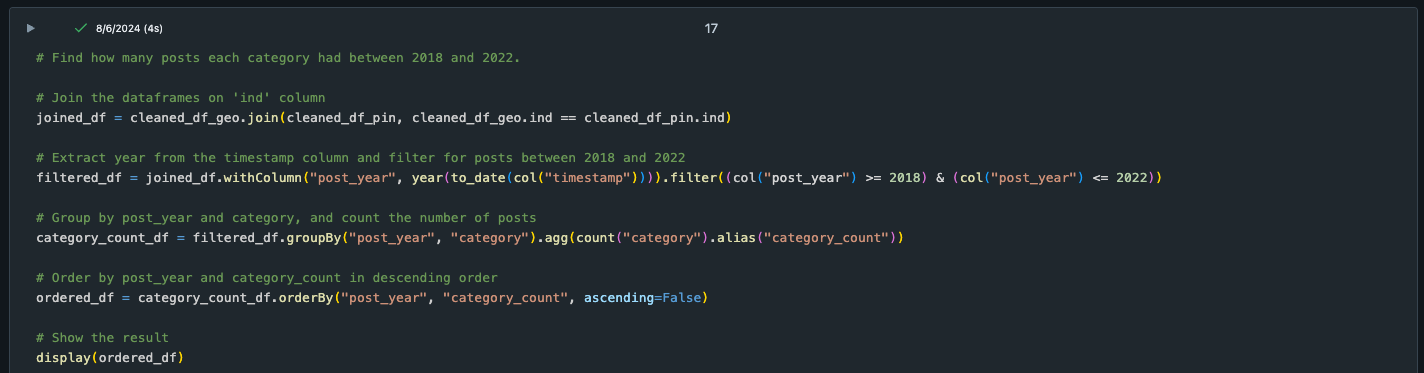 8/6/2024 (4s)
17
# Find how many posts each category had between 2018 and 2022.
# Join the dataframes on 'ind' column
joined_df = cleaned_df_geo.join(cleaned_df_pin, cleaned_df_geo.ind == cleaned_df_pin.ind)
# Extract year from the timestamp column and filter for posts between 2018 and 2022
filtered_df = joined_df.withColumn("post_year", year(to_date(col("timestamp")))).filter((col("post_year") >= 2018) & (col("post_year") <= 2022))
# Group by post_year and category, and count the number of posts
category_count_df = filtered_df.groupBy("post_year", "category").agg(count("category").alias("category_count"))
# Order by post_year and category_count in descending order
ordered_df = category_count_df.orderBy("post_year", "category_count", ascending=False)
# Show the result
display(ordered_df)